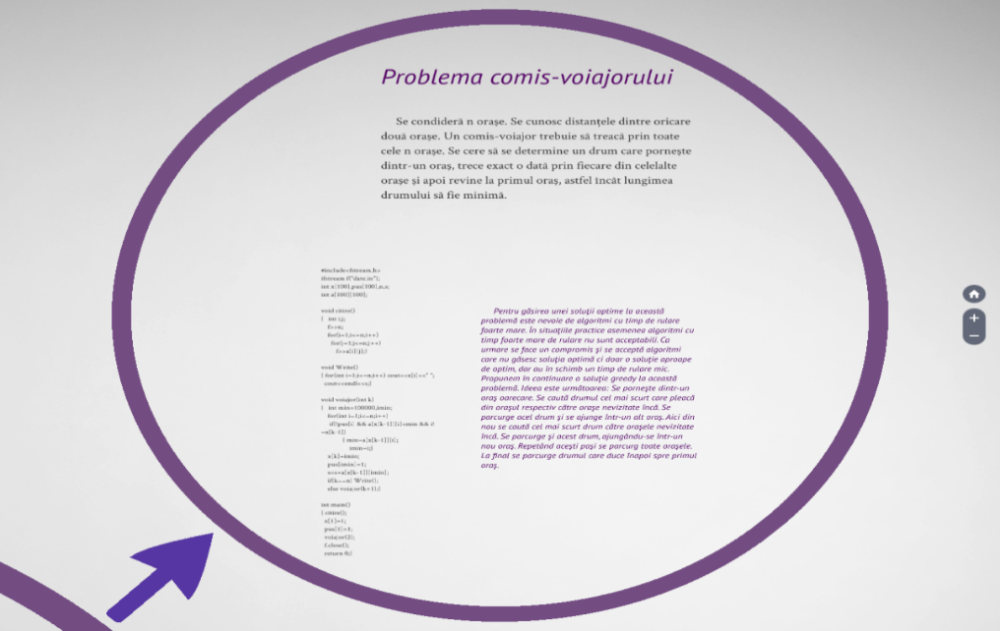 Problema comis-voiajorului
Se condideră n orașe. Se cunosc distanțele dintre oricare
două orașe. Un comis-voiajor trebuie să treacă prin toate
cele n orașe. Se cere să se determine un drum care pornește
dintr-un oraș, trece exact o dată prin fiecare din celelalte
orașe și apoi revine la primul oraș, astfel încât lungimea
drumului să fie minimă.
#include<fstream.h>
ifstream f("date.in");
int x[100],pus[100],n,s;
int a[100][100];
void citire()
{ int i,j;
f>>n;
for(i=1;i<=n;i++)
for(j=1;j<=n;j++)
f>>a[i][j];}
void Write()
{ for(int i=1;i<=n;i++) cout<<x[i]<<" ";
cout<<endl<<s;}
void voiajor(int k)
{ int min=100000,imin;
for(int i=1;i<=n;i++)
{ min=a[x[k-1]][i];
imin=i;}
x[k]=imin;
pus[imin]=1;
s=s+a[x[k-1]][imin];
if(k==n) Write();
else voiajor(k+1);}
int main()
{ citire();
x[1]=1;
pus[1]=1;
voiajor(2);
f.close();
return 0;}
Pentru găsirea unei soluții optime la această
problemă este nevoie de algoritmi cu timp de rulare
foarte mare. În situațiile practice asemenea algoritmi cu
timp foarte mare de rulare nu sunt acceptabili. Ca
urmare se face un compromis și se acceptă algoritmi
care nu găsesc soluția optimă ci doar o soluție aproape
de optim, dar au în schimb un timp de rulare mic.
Propunem în continuare o soluție greedy la această
problemă. Ideea este următoarea: Se pornește dintr-un
oraș oarecare. Se caută drumul cel mai scurt care pleacă
din orașul respectiv către orașe nevizitate încă. Se
parcurge acel drum și se ajunge într-un alt oraș. Aici din
nou se caută cel mai scurt drum către orașele nevizitate
încă. Se parcurge și acest drum, ajungându-se într-un
nou oraș. Repetând acești pași se parcurg toate orașele.
La final se parcurge drumul care duce înapoi spre primul
oraș.